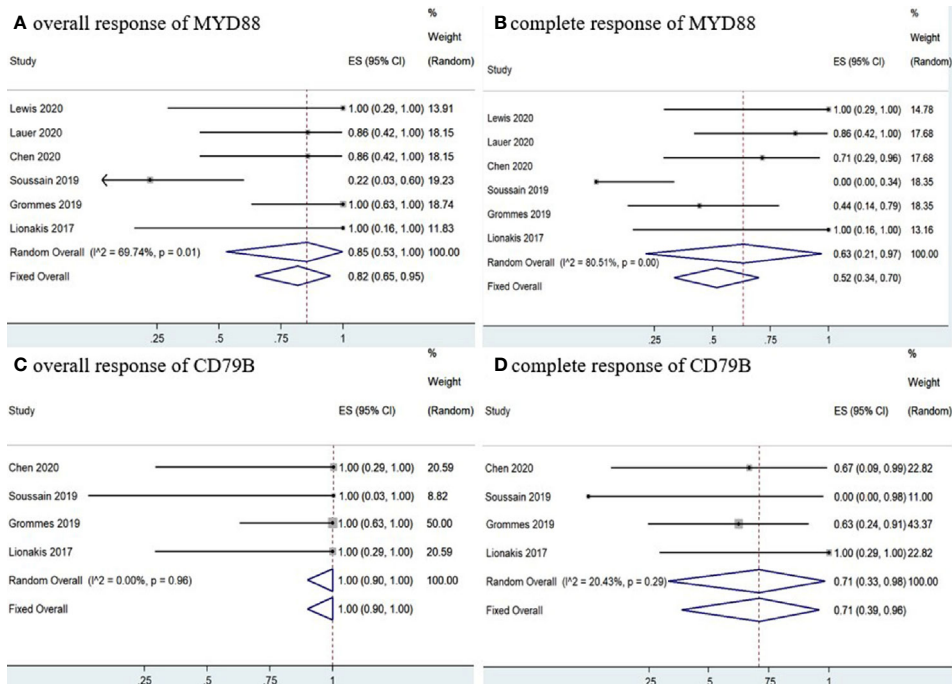 A overall response of MYD88
%
Weight
Study ES (95% CI) (Random)
Lewis 2020 1.00 (0.29, 1.00) 13.91
Lauer 2020 0.86 (0.42, 1.00) 18.15
Chen 2020 0.86 (0.42, 1.00) 18.15
Soussain 2019 0.22 (0.03, 0.60) 19.23
Grommes 2019 1.00 (0.63, 1.00) 18.74
Lionakis 2017 1.00 (0.16, 1.00) 11.83
Random Overall (I^2 = 69.74%, p = 0.01) 0.85 (0.53, 1.00) 100.00
Fixed Overall 0.82 (0.65, 0.95)
.25 .5 .75 1
B complete response of MYD88
%
Weight
Study ES (95% CI) (Random)
Lewis 2020 1.00 (0.29, 1.00) 14.78
Lauer 2020 0.86 (0.42, 1.00) 17.68
Chen 2020 0.71 (0.29, 0.96) 17.68
Soussain 2019 0.00 (0.00, 0.34) 18.35
Grommes 2019 0.44 (0.14, 0.79) 18.35
Lionakis 2017 1.00 (0.16, 1.00) 13.16
Random Overall (I^2 = 80.51%, p = 0.00) 0.63 (0.21, 0.97) 100.00
Fixed Overall 0.52 (0.34, 0.70)
.25 .5 .75 1
C overall response of CD79B
%
Weight
Study ES (95% CI) (Random)
Chen 2020 1.00 (0.29, 1.00) 20.59
Soussain 2019 1.00 (0.03, 1.00) 8.82
Grommes 2019 1.00 (0.63, 1.00) 50.00
Lionakis 2017 1.00 (0.29, 1.00) 20.59
Random Overall (I^2 = 0.00%, p = 0.96) 1.00 (0.90, 1.00) 100.00
Fixed Overall 1.00 (0.90, 1.00)
.25 .5 .75 1
D complete response of CD79B
%
Weight
Study ES (95% CI) (Random)
Chen 2020 0.67 (0.09, 0.99) 22.82
Soussain 2019 0.00 (0.00, 0.98) 11.00
Grommes 2019 0.63 (0.24, 0.91) 43.37
Lionakis 2017 1.00 (0.29, 1.00) 22.82
Random Overall (I^2 = 20.43%, p = 0.29) 0.71 (0.33, 0.98) 100.00
Fixed Overall 0.71 (0.39, 0.96)
.25 .75 1